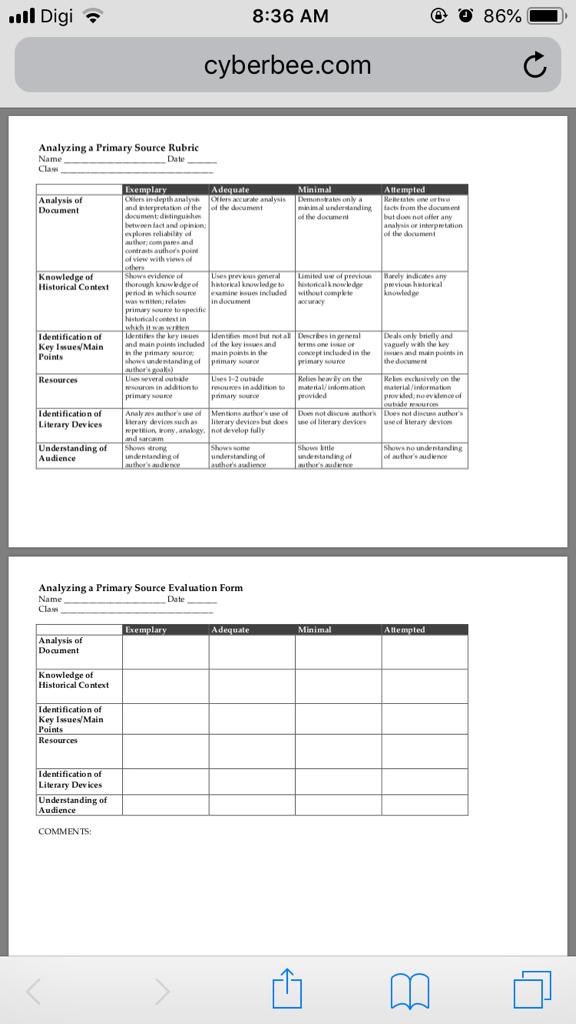 Digi 8:36 AM 86%
cyberbee.com
Analyzing a Primary Source Rubric
Name ____________________ Date ______
Class ______________________________
Exemplary Adequate Minimal Attempted
Analysis of
Document
Offers in-depth analysis
and interpretation of the
document; distinguishes
between fact and opinion;
explores reliability of
author; compares and
contrasts author's point
of view with views of
others
Offers accurate analysis
of the document
Demonstrates only a
minimal understanding
of the document
Reiterates one or two
facts from the document
but does not offer any
analysis or interpretation
of the document
Knowledge of
Historical Context
Shows evidence of
thorough knowledge of
period in which source
was written; relates
primary source to specific
historical context in
which it was written
Uses previous general
historical knowledge to
examine issues included
in document
Limited use of previous
historical knowledge
without complete
accuracy
Barely indicates any
previous historical
knowledge
Identification of
Key Issues/Main
Points
Identifies the key issues
and main points included
in the primary source;
shows understanding of
author's goal(s)
Identifies most but not all
of the key issues and
main points in the
primary source
Describes in general
terms one issue or
concept included in the
primary source
Deals only briefly and
vaguely with the key
issues and main points in
the document
Resources
Uses several outside
resources in addition to
primary source
Uses 1-2 outside
resources in addition to
primary source
Relies heavily on the
material/information
provided
Relies exclusively on the
material/information
provided; no evidence of
outside resources
Identification of
Literary Devices
Analyzes author's use of
literary devices such as
repetition, irony, analogy,
and sarcasm
Mentions author's use of
literary devices but does
not develop fully
Does not discuss author's
use of literary devices
Does not discuss author's
use of literary devices
Understanding of
Audience
Shows strong
understanding of
author's audience
Shows some
understanding of
author's audience
Shows little
understanding of
author's audience
Shows no understanding
of author's audience
Analyzing a Primary Source Evaluation Form
Name ____________________ Date ______
Class ______________________________
Exemplary Adequate Minimal Attempted
Analysis of
Document
Knowledge of
Historical Context
Identification of
Key Issues/Main
Points
Resources
Identification of
Literary Devices
Understanding of
Audience
COMMENTS: